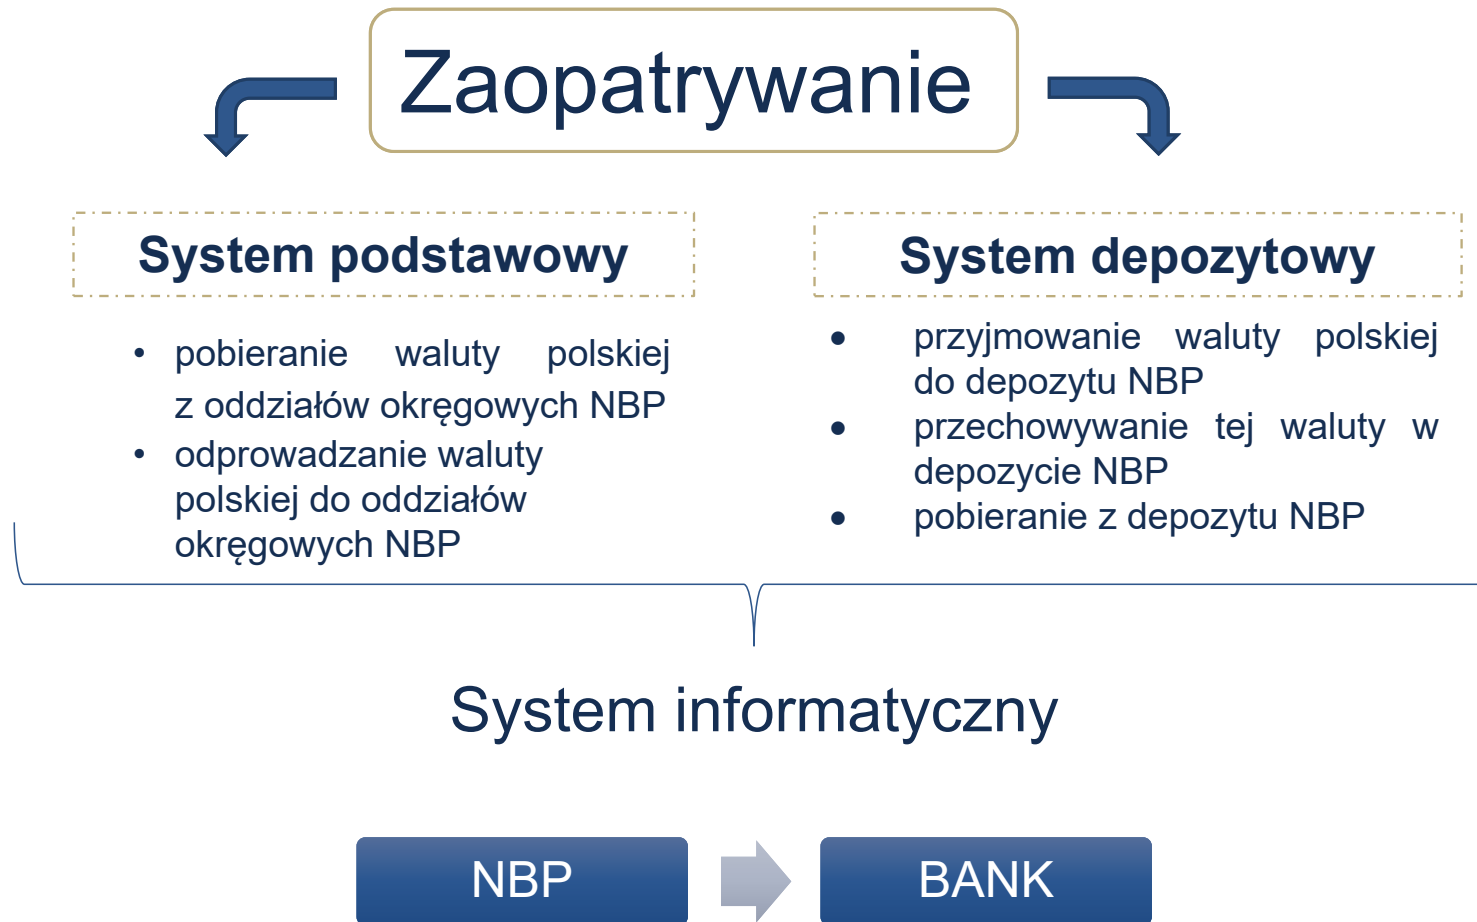 Zaopatrywanie
System podstawowy
• pobieranie waluty polskiej
z oddziałów okręgowych NBP
• odprowadzanie waluty
polskiej do oddziałów
okręgowych NBP
System depozytowy
● przyjmowanie waluty polskiej
do depozytu NBP
● przechowywanie tej waluty w
depozycie NBP
● pobieranie z depozytu NBP
System informatyczny
NBP
BANK